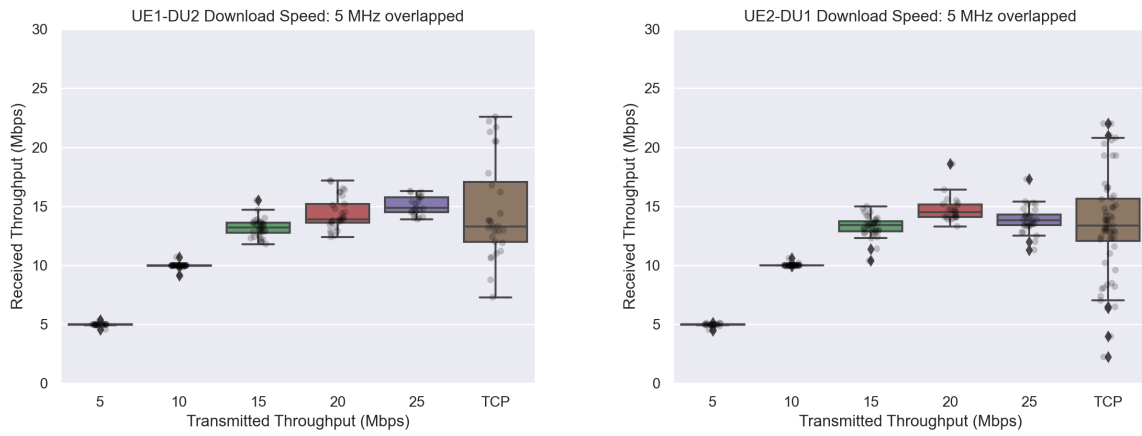 UE1-DU2 Download Speed: 5 MHz overlapped
30
25
20
15
10
5
0
Received Throughput (Mbps)
5 10 15 20 25 TCP
Transmitted Throughput (Mbps)
UE2-DU1 Download Speed: 5 MHz overlapped
30
25
20
15
10
5
0
Received Throughput (Mbps)
5 10 15 20 25 TCP
Transmitted Throughput (Mbps)